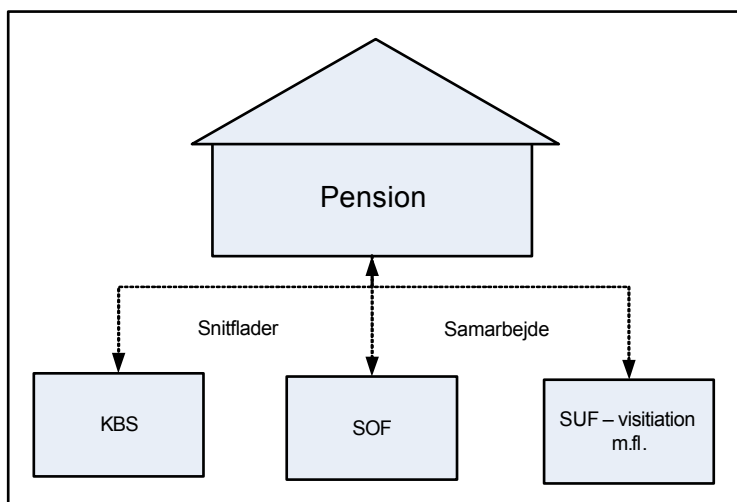 Pension
Snitflader
Samarbejde
KBS
SOF
SUF – visitiation
m.fl.